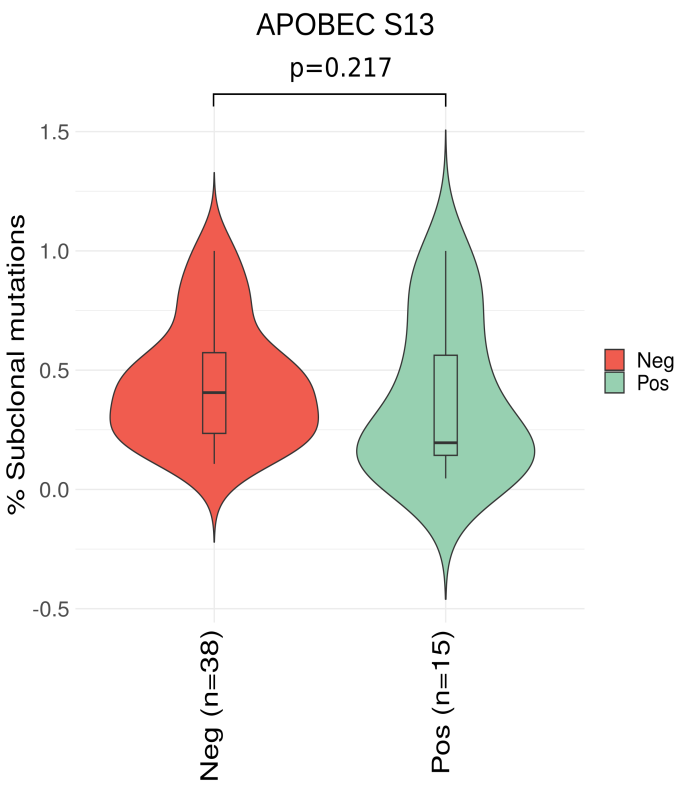 APOBEC S13
p=0.217
1.5
1.0
0.5
0.0
-0.5
% Subclonal mutations
Neg (n=38)
Pos (n=15)
Neg
Pos